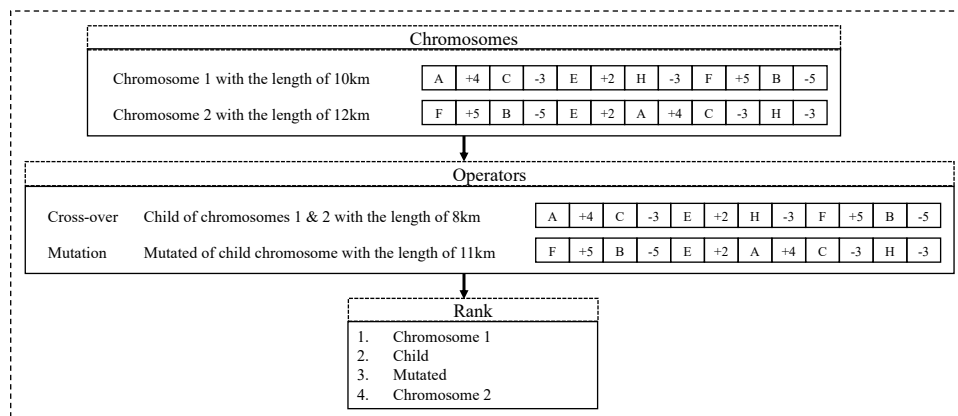 Chromosomes
Chromosome 1 with the length of 10km A +4 C -3 E +2 H -3 F +5 B -5
Chromosome 2 with the length of 12km F +5 B -5 E +2 A +4 C -3 H -3
Operators
Cross-over Child of chromosomes 1 & 2 with the length of 8km A +4 C -3 E +2 H -3 F +5 B -5
Mutation Mutated of child chromosome with the length of 11km F +5 B -5 E +2 A +4 C -3 H -3
Rank
1. Chromosome 1
2. Child
3. Mutated
4. Chromosome 2